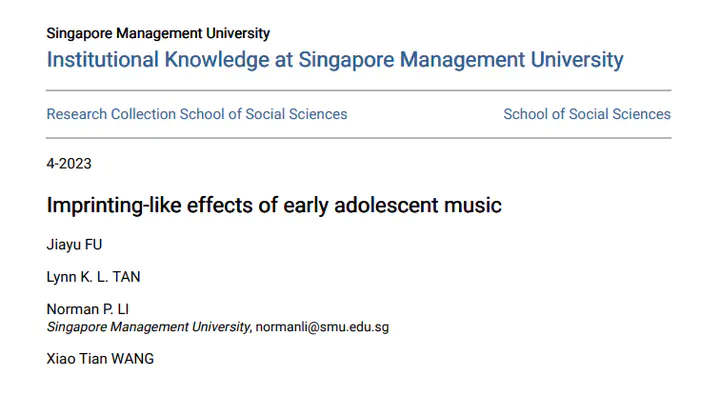 Singapore Management University
Institutional Knowledge at Singapore Management University
Research Collection School of Social Sciences School of Social Sciences
4-2023
Imprinting-like effects of early adolescent music
Jiayu FU
Lynn K. L. TAN
Norman P. LI
Singapore Management University, normanli@smu.edu.sg
Xiao Tian WANG